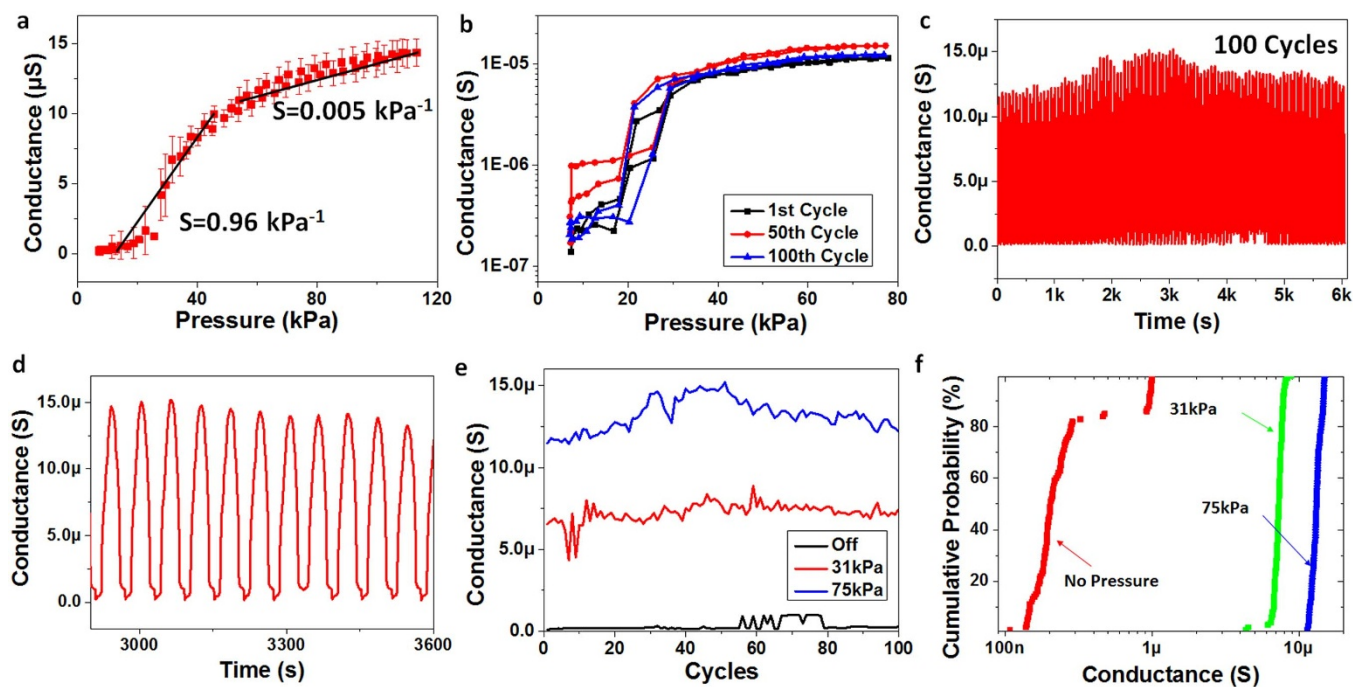 a
Conductance (µS)
15
10
5
0
S=0.005 kPa-1
S=0.96 kPa-1
0
40
80
120
Pressure (kPa)
b
Conductance (S)
1E-05
1E-06
1E-07
1st Cycle
50th Cycle
100th Cycle
0
20
40
60
80
Pressure (kPa)
c
Conductance (S)
15.0µ
10.0µ
5.0µ
0.0
100 Cycles
0
1k
2k
3k
4k
5k
6k
Time (s)
d
Conductance (S)
15.0µ
10.0µ
5.0µ
0.0
3000
3300
3600
Time (s)
e
Conductance (S)
15.0µ
10.0µ
5.0µ
0.0
Off
31kPa
75kPa
0
20
40
60
80
100
Cycles
f
Cumulative Probability (%)
80
60
40
20
31kPa
75kPa
No Pressure
100n
1µ
10µ
Conductance (S)